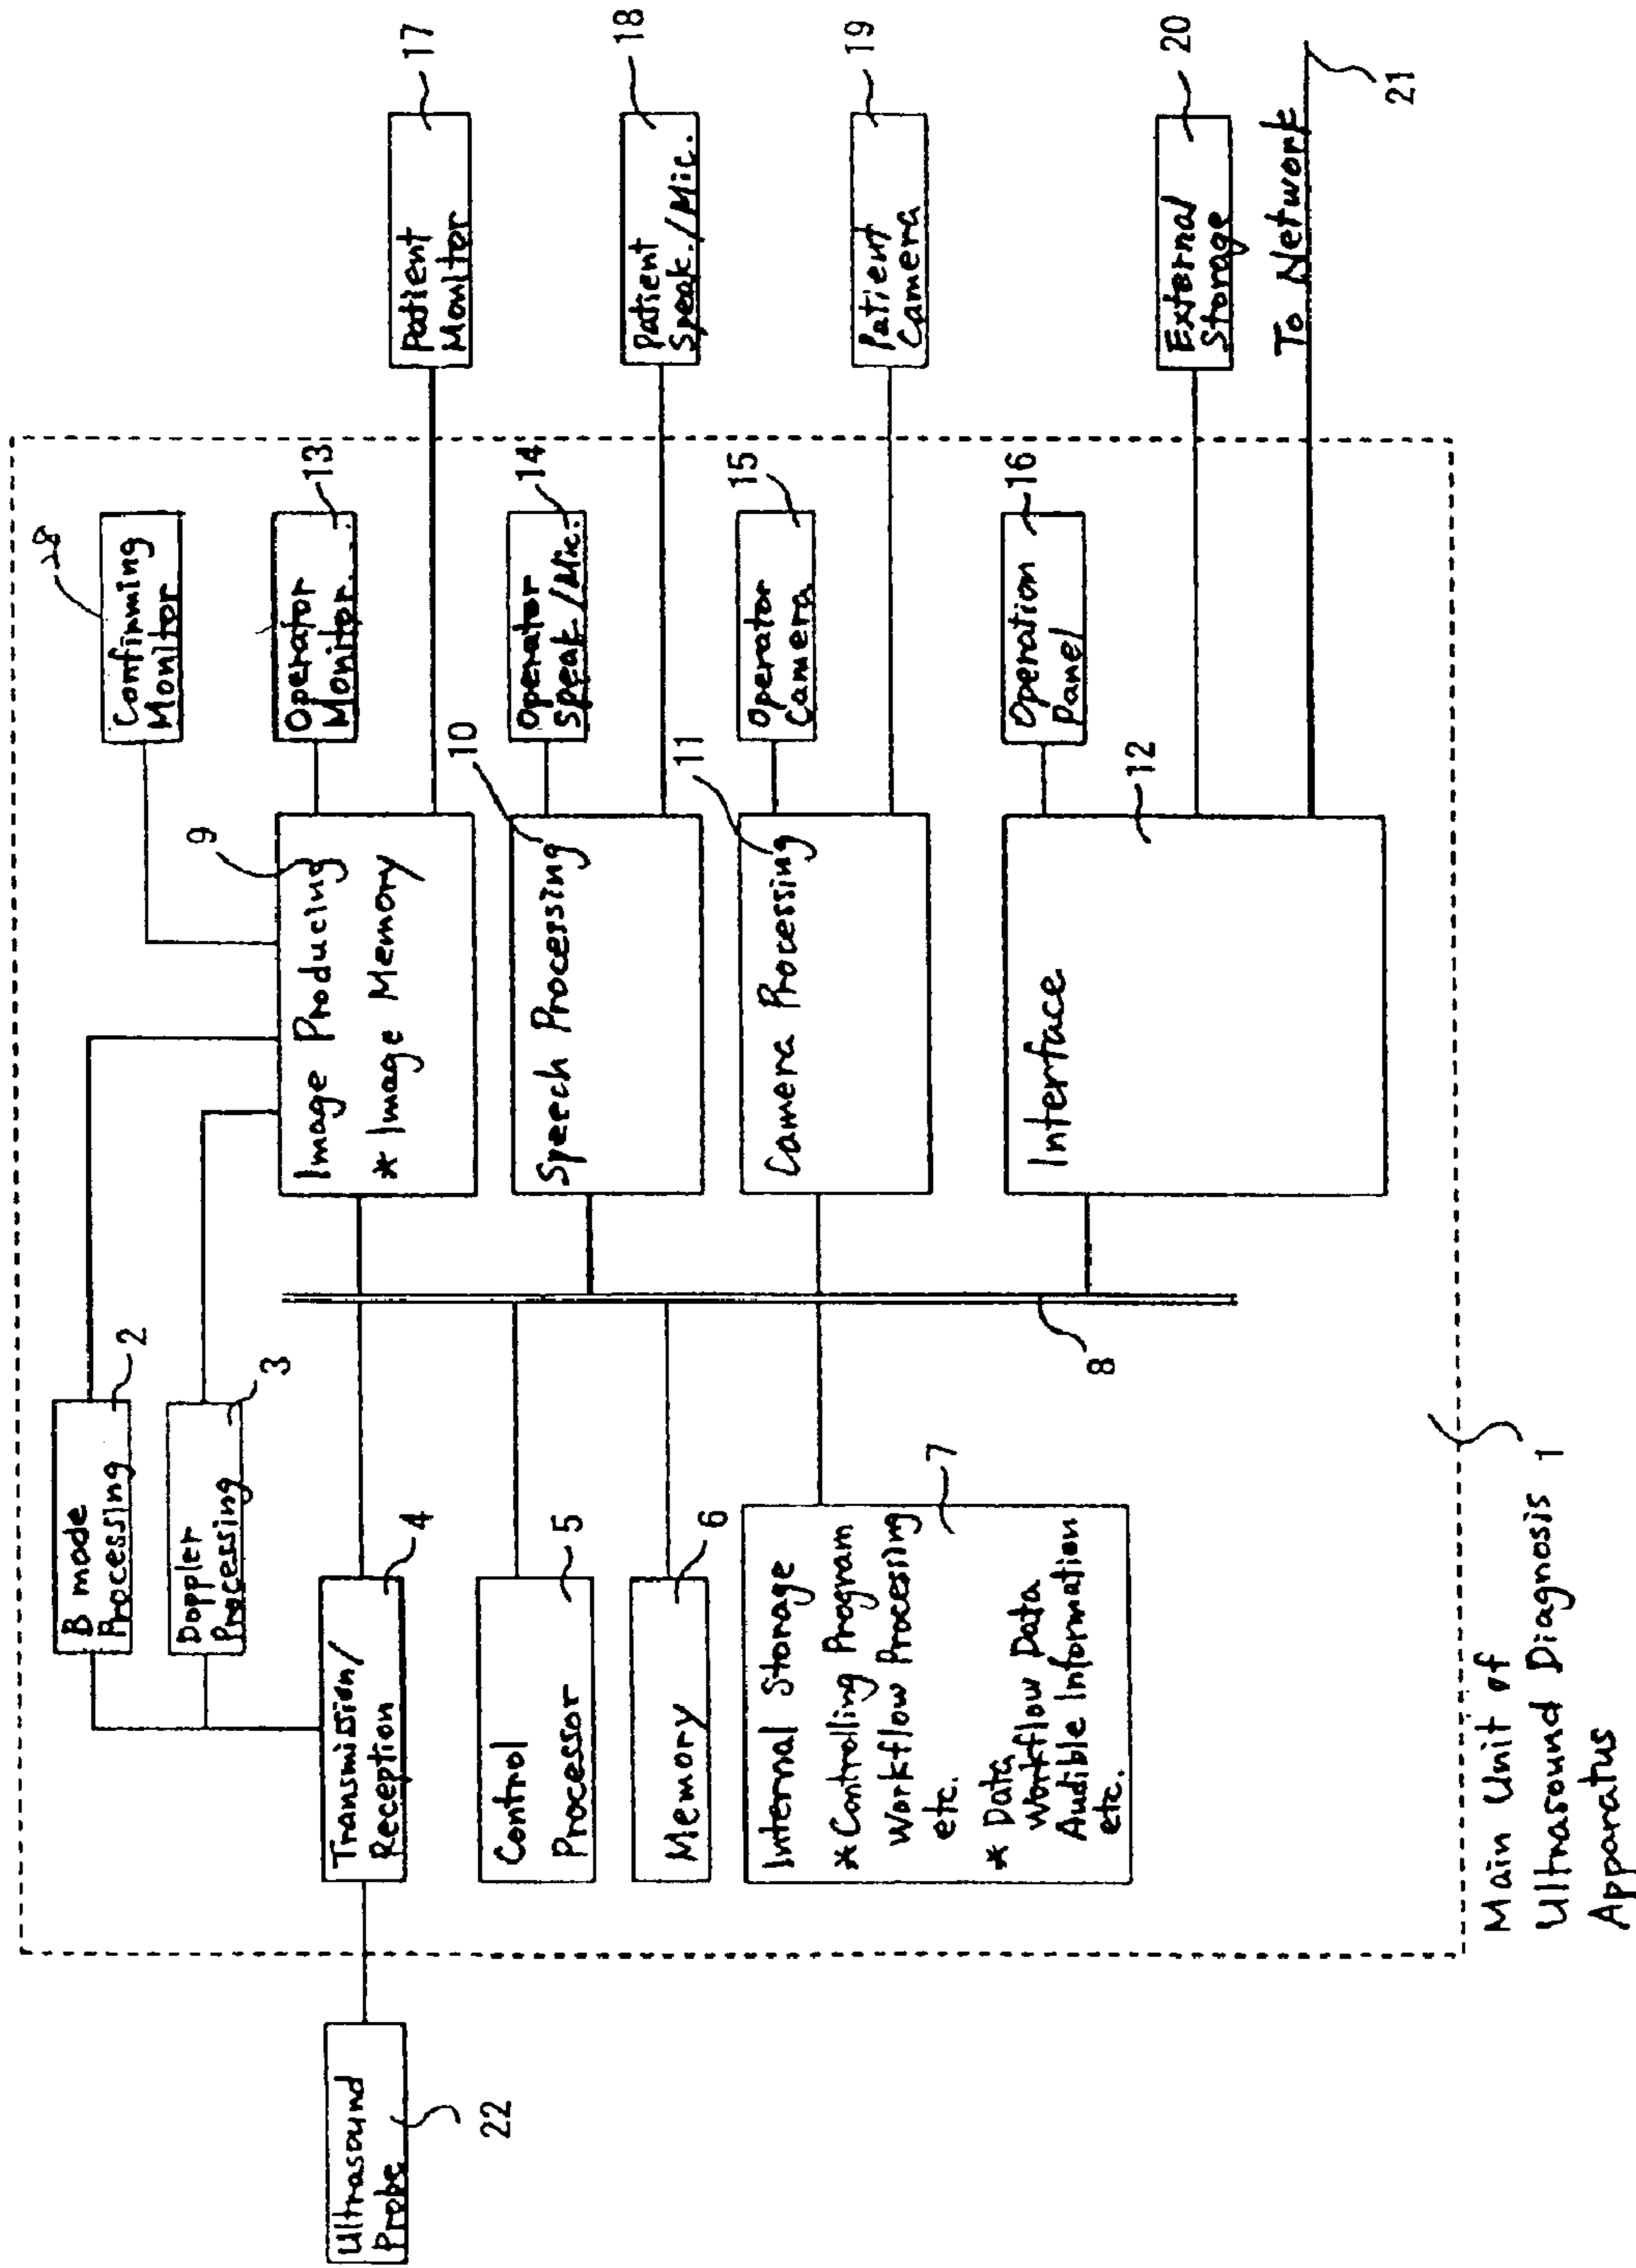 Ultrasound
Probe
22
B mode
Processing
2
Doppler
Processing
3
Transmission/
Reception
4
Control
Processor
5
Memory
6
Internal Storage
* Controlling Program
Workflow Processing
etc.
* Data
Workflow Data
Audible Information
etc.
7
8
Image Producing
* Image Memory
9
Speech Processing
10
Camera Processing
11
Interface
12
Confirming
Monitor
28
Operator
Monitor.
13
Operator
Speak./Mic.
14
Operator
Camera
15
Operation
Panel
16
Patient
Monitor
17
Patient
Speak./Mic.
18
Patient
Camera
19
External
Storage
20
To Network
21
Main Unit of
Ultrasound Diagnosis 1
Apparatus